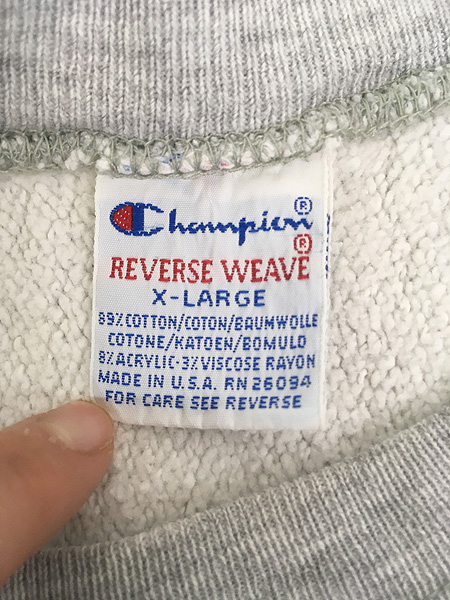 Champion®
®
REVERSE WEAVE
X-LARGE
89%COTTON/COTON/BAUMWOLLE
COTONE/KATOEN/BOMULD
8%ACRYLIC-3%VISCOSE RAYON
MADE IN U.S.A. RN 26094
FOR CARE SEE REVERSE